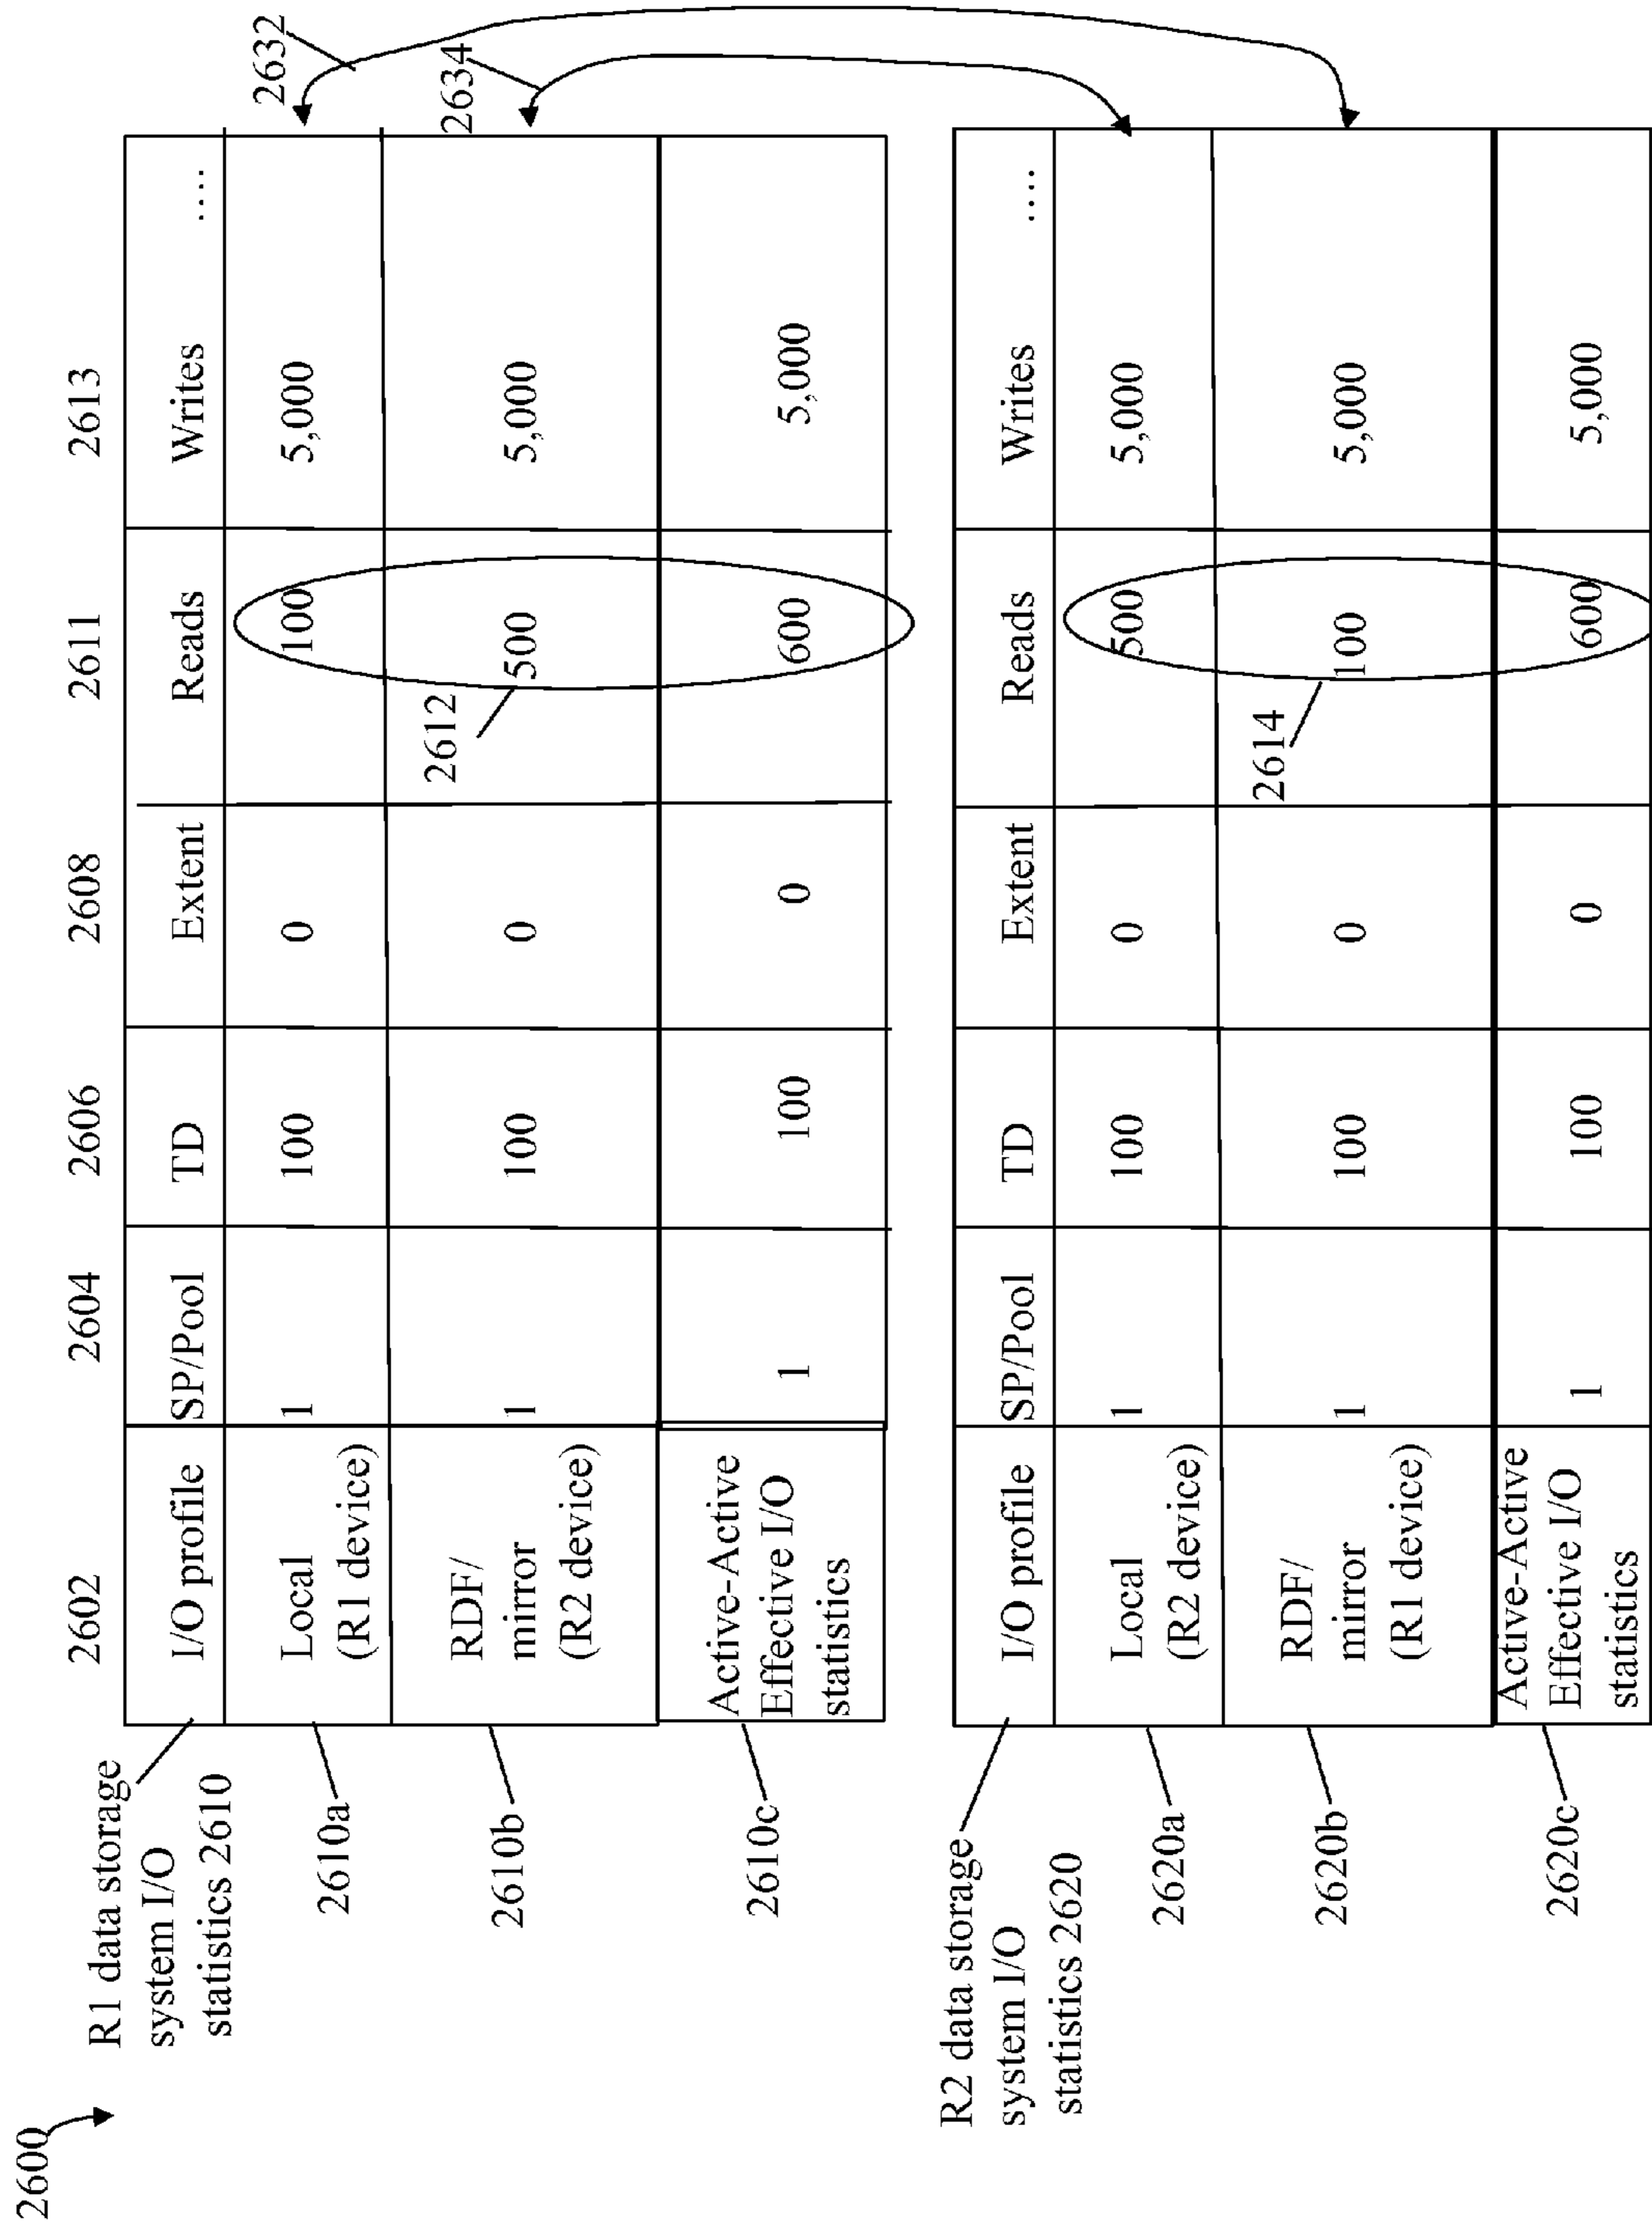 2600
2602 2604 2606 2608 2611 2613
R1 data storage
system I/O
statistics 2610
I/O profile SP/Pool TD Extent Reads Writes ....
2610a
Local
(R1 device)
1 100 0 100 5,000
2632
2610b
RDF/
mirror
(R2 device)
1 100 0 500 5,000
2612
2634
2610c
Active-Active
Effective I/O
statistics
1 100 0 600 5,000
R2 data storage
system I/O
statistics 2620
I/O profile SP/Pool TD Extent Reads Writes ....
2620a
Local
(R2 device)
1 100 0 500 5,000
2620b
RDF/
mirror
(R1 device)
1 100 0 100 5,000
2614
2620c
Active-Active
Effective I/O
statistics
1 100 0 600 5,000